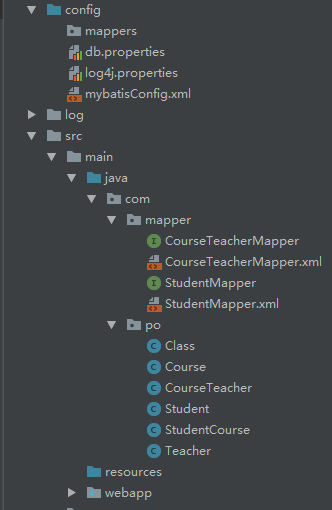 config
mappers
db.properties
log4j.properties
mybatisConfig.xml
log
src
main
java
com
mapper
CourseTeacherMapper
CourseTeacherMapper.xml
StudentMapper
StudentMapper.xml
po
Class
Course
CourseTeacher
Student
StudentCourse
Teacher
resources
webapp